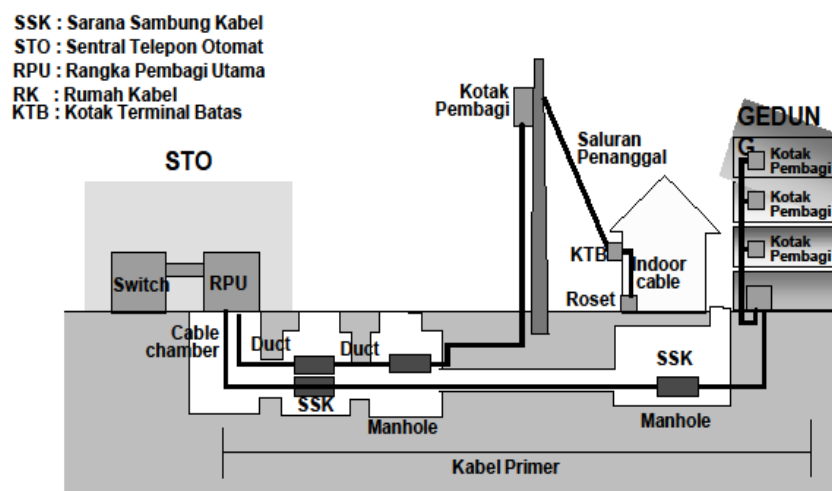 SSK : Sarana Sambung Kabel
STO : Sentral Telepon Otomat
RPU : Rangka Pembagi Utama
RK : Rumah Kabel
KTB : Kotak Terminal Batas
STO
Switch
RPU
Cable
chamber
Duct
Duct
SSK
Manhole
Kotak
Pembagi
Saluran
Penanggal
KTB
Indoor
cable
Roset
SSK
Manhole
GEDUN
G
Kotak
Pembagi
Kotak
Pembagi
Kotak
Pembagi
Kabel Primer